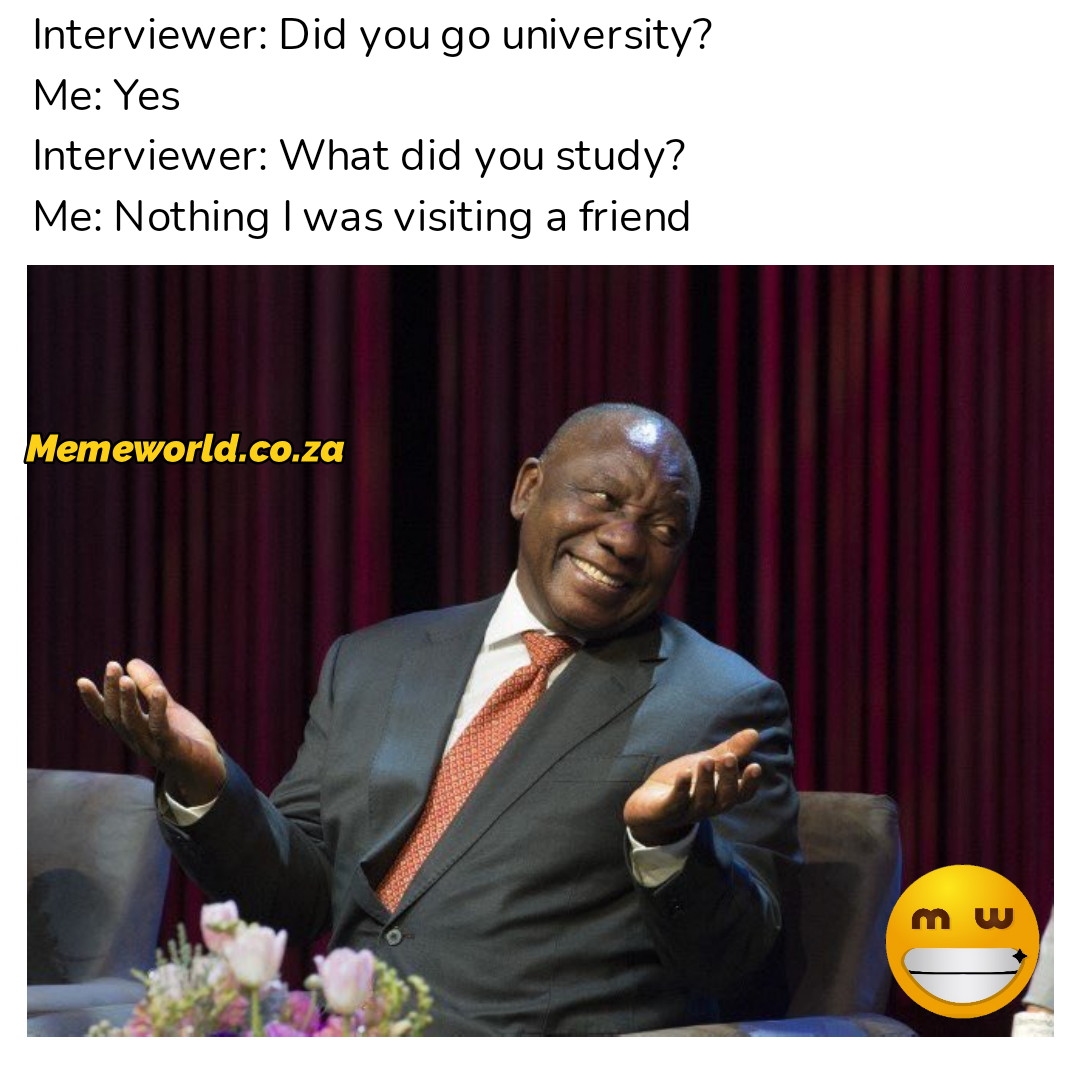 Interviewer: Did you go university?
Me: Yes
Interviewer: What did you study?
Me: Nothing I was visiting a friend
Memeworld.co.za
m w